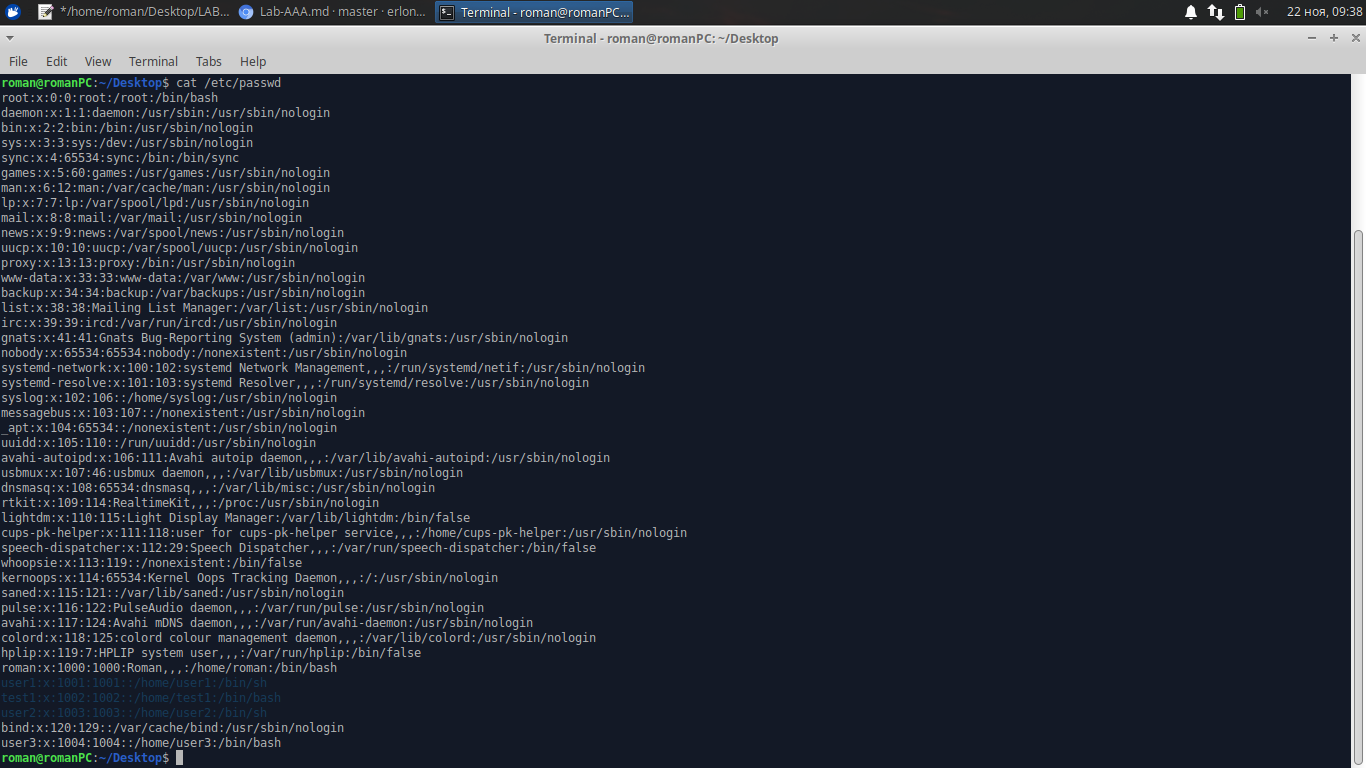 */home/roman/Desktop/LAB...
Lab-AAA.md · master · erlon...
Terminal - roman@romanPC...
22 ноя, 09:38
Terminal - roman@romanPC: ~/Desktop
File Edit View Terminal Tabs Help
roman@romanPC:~/Desktop$ cat /etc/passwd
root:x:0:0:root:/root:/bin/bash
daemon:x:1:1:daemon:/usr/sbin:/usr/sbin/nologin
bin:x:2:2:bin:/bin:/usr/sbin/nologin
sys:x:3:3:sys:/dev:/usr/sbin/nologin
sync:x:4:65534:sync:/bin:/bin/sync
games:x:5:60:games:/usr/games:/usr/sbin/nologin
man:x:6:12:man:/var/cache/man:/usr/sbin/nologin
lp:x:7:7:lp:/var/spool/lpd:/usr/sbin/nologin
mail:x:8:8:mail:/var/mail:/usr/sbin/nologin
news:x:9:9:news:/var/spool/news:/usr/sbin/nologin
uucp:x:10:10:uucp:/var/spool/uucp:/usr/sbin/nologin
proxy:x:13:13:proxy:/bin:/usr/sbin/nologin
www-data:x:33:33:www-data:/var/www:/usr/sbin/nologin
backup:x:34:34:backup:/var/backups:/usr/sbin/nologin
list:x:38:38:Mailing List Manager:/var/list:/usr/sbin/nologin
irc:x:39:39:ircd:/var/run/ircd:/usr/sbin/nologin
gnats:x:41:41:Gnats Bug-Reporting System (admin):/var/lib/gnats:/usr/sbin/nologin
nobody:x:65534:65534:nobody:/nonexistent:/usr/sbin/nologin
systemd-network:x:100:102:systemd Network Management,,,:/run/systemd/netif:/usr/sbin/nologin
systemd-resolve:x:101:103:systemd Resolver,,,:/run/systemd/resolve:/usr/sbin/nologin
syslog:x:102:106::/home/syslog:/usr/sbin/nologin
messagebus:x:103:107::/nonexistent:/usr/sbin/nologin
_apt:x:104:65534::/nonexistent:/usr/sbin/nologin
uuidd:x:105:110::/run/uuidd:/usr/sbin/nologin
avahi-autoipd:x:106:111:Avahi autoip daemon,,,:/var/lib/avahi-autoipd:/usr/sbin/nologin
usbmux:x:107:46:usbmux daemon,,,:/var/lib/usbmux:/usr/sbin/nologin
dnsmasq:x:108:65534:dnsmasq,,,:/var/lib/misc:/usr/sbin/nologin
rtkit:x:109:114:RealtimeKit,,,:/proc:/usr/sbin/nologin
lightdm:x:110:115:Light Display Manager:/var/lib/lightdm:/bin/false
cups-pk-helper:x:111:118:user for cups-pk-helper service,,,:/home/cups-pk-helper:/usr/sbin/nologin
speech-dispatcher:x:112:29:Speech Dispatcher,,,:/var/run/speech-dispatcher:/bin/false
whoopsie:x:113:119::/nonexistent:/bin/false
kernoops:x:114:65534:Kernel Oops Tracking Daemon,,,:/:/usr/sbin/nologin
saned:x:115:121::/var/lib/saned:/usr/sbin/nologin
pulse:x:116:122:PulseAudio daemon,,,:/var/run/pulse:/usr/sbin/nologin
avahi:x:117:124:Avahi mDNS daemon,,,:/var/run/avahi-daemon:/usr/sbin/nologin
colord:x:118:125:colord colour management daemon,,,:/var/lib/colord:/usr/sbin/nologin
hplip:x:119:7:HPLIP system user,,,:/var/run/hplip:/bin/false
roman:x:1000:1000:Roman,,,:/home/roman:/bin/bash
user1:x:1001:1001::/home/user1:/bin/sh
test1:x:1002:1002::/home/test1:/bin/bash
user2:x:1003:1003::/home/user2:/bin/sh
bind:x:120:129::/var/cache/bind:/usr/sbin/nologin
user3:x:1004:1004::/home/user3:/bin/bash
roman@romanPC:~/Desktop$